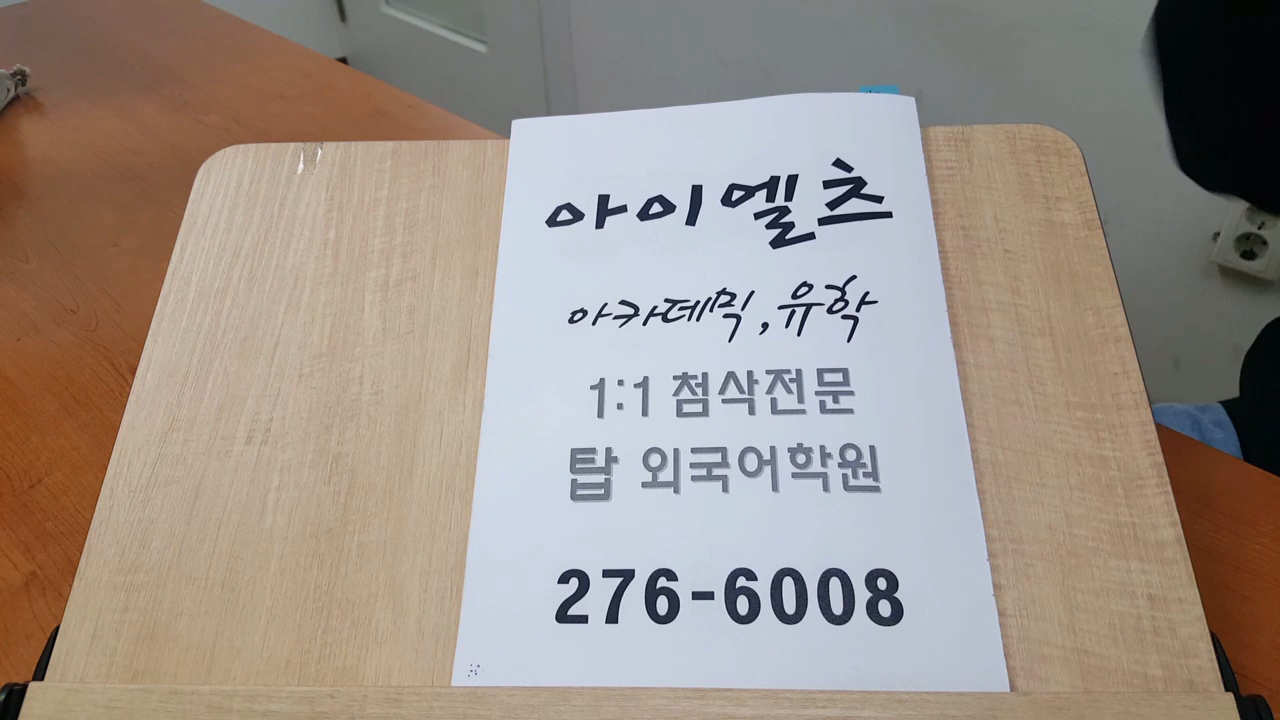 아이엘츠
아카데믹, 유학
1:1 첨삭전문
탑 외국어학원
276-6008